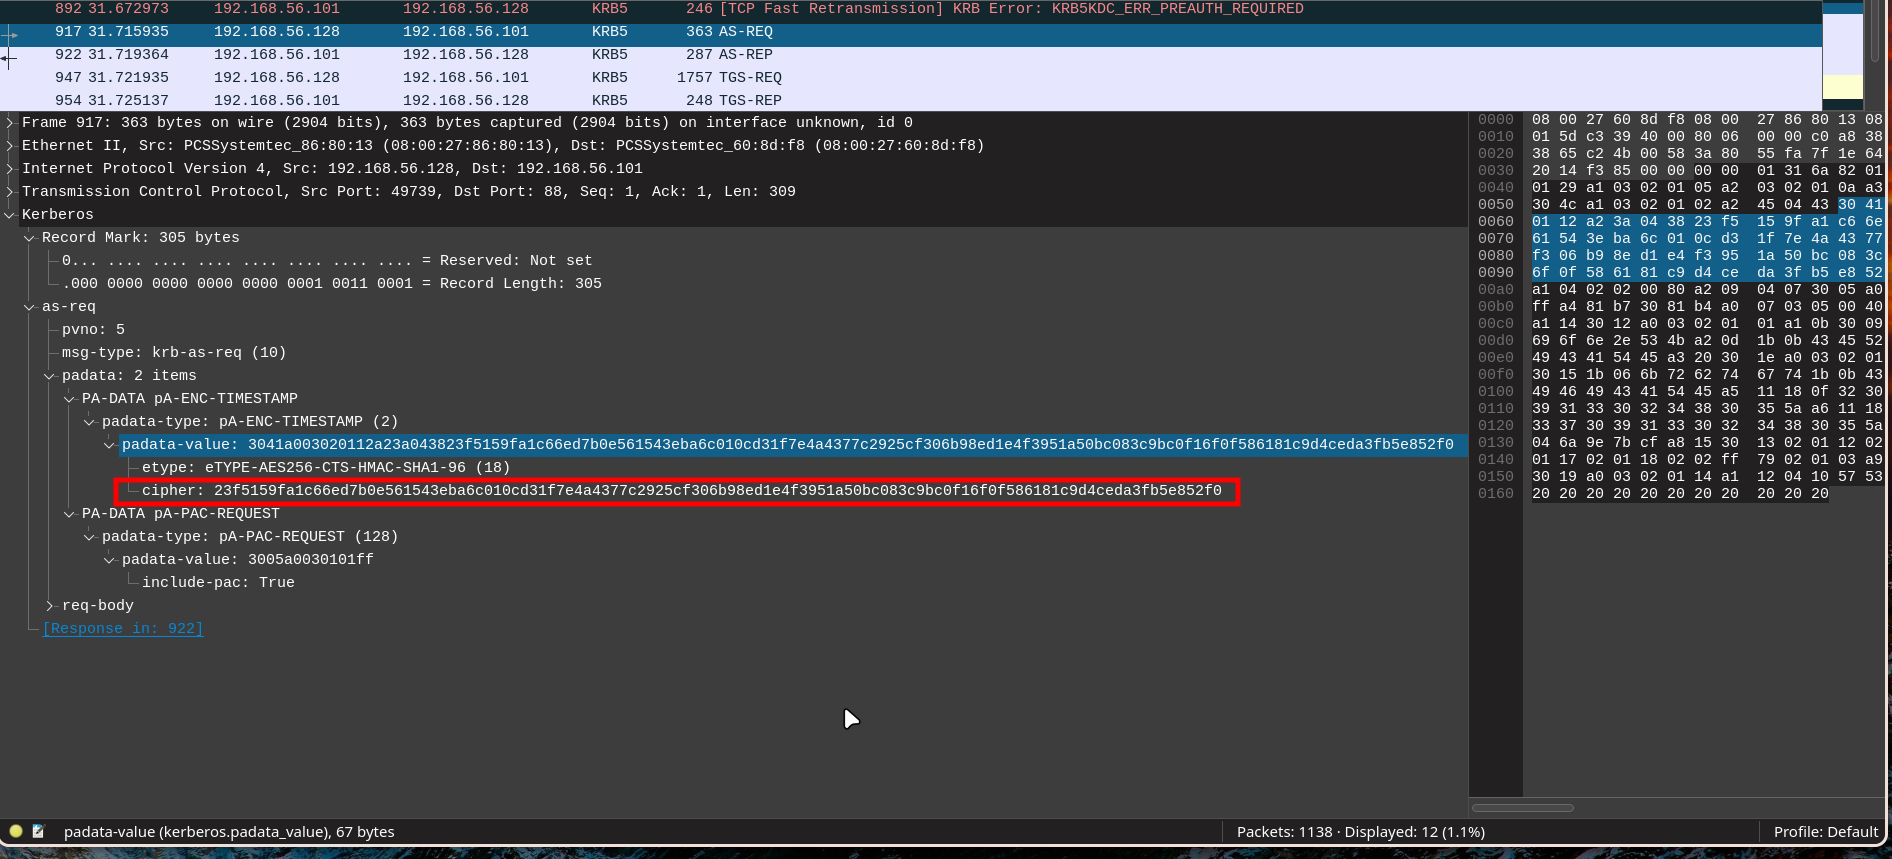 892 31.672973 192.168.56.101 192.168.56.128 KRB5 246 [TCP Fast Retransmission] KRB Error: KRB5KDC_ERR_PREAUTH_REQUIRED
917 31.715935 192.168.56.128 192.168.56.101 KRB5 363 AS-REQ
922 31.719364 192.168.56.101 192.168.56.128 KRB5 287 AS-REP
947 31.721935 192.168.56.128 192.168.56.101 KRB5 1757 TGS-REQ
954 31.725137 192.168.56.101 192.168.56.128 KRB5 248 TGS-REP
Frame 917: 363 bytes on wire (2904 bits), 363 bytes captured (2904 bits) on interface unknown, id 0
Ethernet II, Src: PCSSystemtec_86:80:13 (08:00:27:86:80:13), Dst: PCSSystemtec_60:8d:f8 (08:00:27:60:8d:f8)
Internet Protocol Version 4, Src: 192.168.56.128, Dst: 192.168.56.101
Transmission Control Protocol, Src Port: 49739, Dst Port: 88, Seq: 1, Ack: 1, Len: 309
Kerberos
Record Mark: 305 bytes
0... .... .... .... .... .... .... .... = Reserved: Not set
.000 0000 0000 0000 0000 0001 0011 0001 = Record Length: 305
as-req
pvno: 5
msg-type: krb-as-req (10)
padata: 2 items
PA-DATA pA-ENC-TIMESTAMP
padata-type: pA-ENC-TIMESTAMP (2)
padata-value: 3041a003020112a23a043823f5159fa1c66ed7b0e561543eba6c010cd31f7e4a4377c2925cf306b98ed1e4f3951a50bc083c9bc0f16f0f586181c9d4ceda3fb5e852f0
etype: eTYPE-AES256-CTS-HMAC-SHA1-96 (18)
cipher: 23f5159fa1c66ed7b0e561543eba6c010cd31f7e4a4377c2925cf306b98ed1e4f3951a50bc083c9bc0f16f0f586181c9d4ceda3fb5e852f0
PA-DATA pA-PAC-REQUEST
padata-type: pA-PAC-REQUEST (128)
padata-value: 3005a0030101ff
include-pac: True
req-body
[Response in: 922]
0000 08 00 27 60 8d f8 08 00 27 86 80 13 08
0010 01 5d c3 39 40 00 80 06 00 00 c0 a8 38
0020 38 65 c2 4b 00 58 3a 80 55 fa 7f 1e 64
0030 20 14 f3 85 00 00 00 00 01 31 6a 82 01
0040 01 29 a1 03 02 01 05 a2 03 02 01 0a a3
0050 30 4c a1 03 02 01 02 a2 45 04 43 30 41
0060 01 12 a2 3a 04 38 23 f5 15 9f a1 c6 6e
0070 61 54 3e ba 6c 01 0c d3 1f 7e 4a 43 77
0080 f3 06 b9 8e d1 e4 f3 95 1a 50 bc 08 3c
0090 6f 0f 58 61 81 c9 d4 ce da 3f b5 e8 52
00a0 a1 04 02 02 00 80 a2 09 04 07 30 05 a0
00b0 ff a4 81 b7 30 81 b4 a0 07 03 05 00 40
00c0 a1 14 30 12 a0 03 02 01 01 a1 0b 30 09
00d0 69 6f 6e 2e 53 4b a2 0d 1b 0b 43 45 52
00e0 49 43 41 54 45 a3 20 30 1e a0 03 02 01
00f0 30 15 1b 06 6b 72 62 74 67 74 1b 0b 43
0100 49 46 49 43 41 54 45 a5 11 18 0f 32 30
0110 39 31 33 30 32 34 38 30 35 5a a6 11 18
0120 33 37 30 39 31 33 30 32 34 38 30 35 5a
0130 04 6a 9e 7b cf a8 15 30 13 02 01 12 02
0140 01 17 02 01 18 02 02 ff 79 02 01 03 a9
0150 30 19 a0 03 02 01 14 a1 12 04 10 57 53
0160 20 20 20 20 20 20 20 20 20 20 20
padata-value (kerberos.padata_value), 67 bytes
Packets: 1138 · Displayed: 12 (1.1%)
Profile: Default